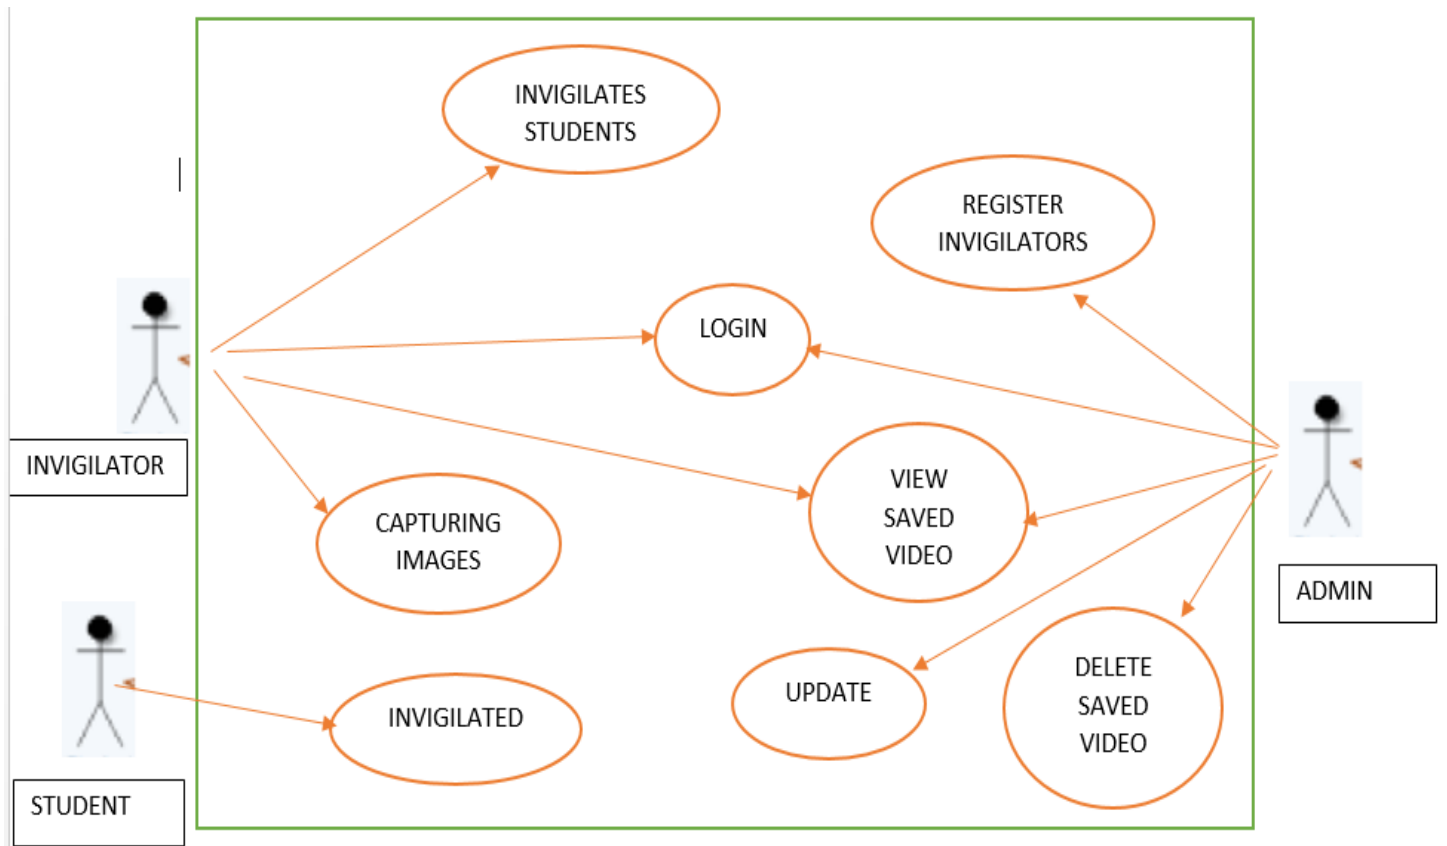 INVIGILATES
STUDENTS
REGISTER
INVIGILATORS
LOGIN
INVIGILATOR
VIEW
SAVED
VIDEO
CAPTURING
IMAGES
ADMIN
UPDATE
DELETE
SAVED
VIDEO
INVIGILATED
STUDENT